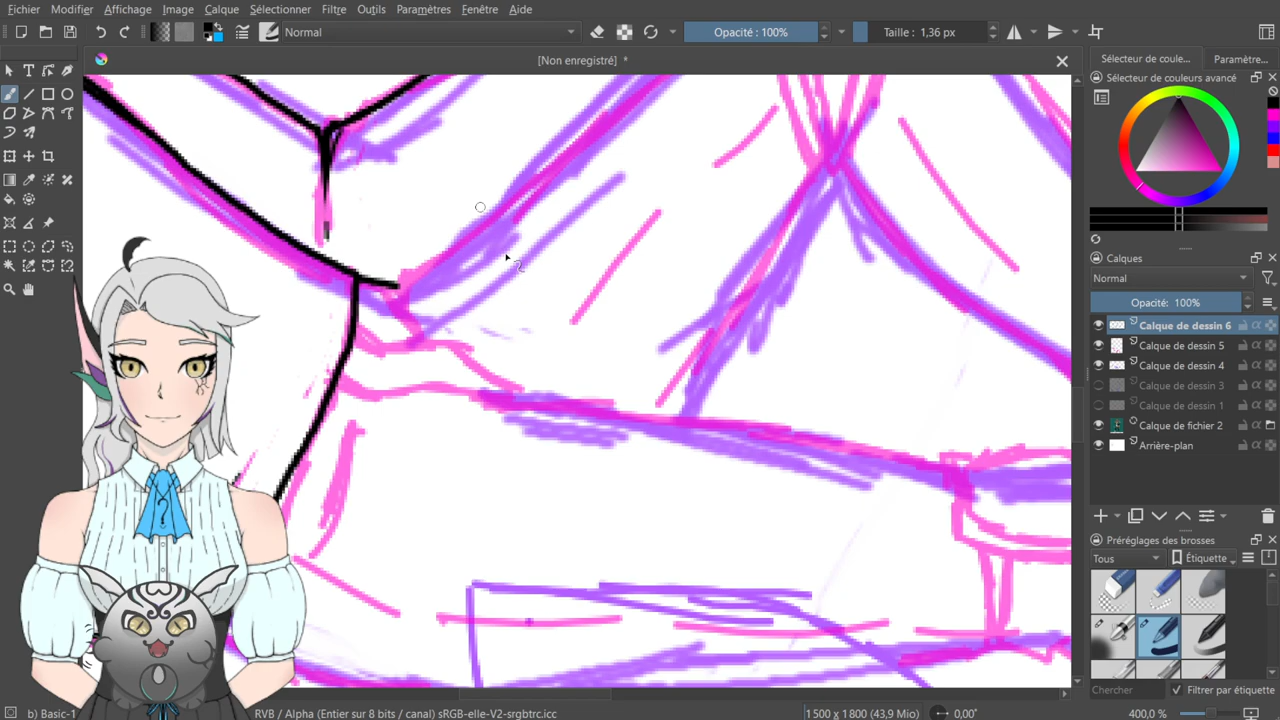 Fichier Modifier Affichage Image Calque Sélectionner Filtre Outils Paramètres Fenêtre Aide
Normal Opacité : 100% Taille : 1,36 px
[Non enregistré] *
Sélecteur de coule... Paramètre...
Sélecteur de couleurs avancé
Calques
Normal
Opacité: 100%
Calque de dessin 6
Calque de dessin 5
Calque de dessin 4
Calque de dessin 3
Calque de dessin 1
Calque de fichier 2
Arrière-plan
Préréglages des brosses
Tous Étiquette
Chercher Filtrer par étiquette
b) Basic-1 RVB / Alpha (Entier sur 8 bits / canal) sRGB-elle-V2-srgbtrc.icc 1 500 x 1 800 (43,9 Mio) 0,00° 400,0 %